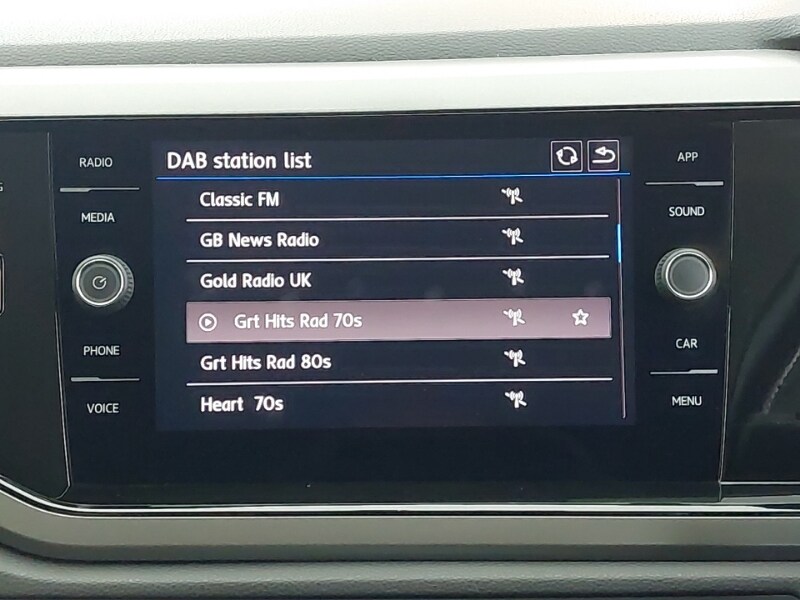 DAB station list
RADIO
MEDIA
PHONE
VOICE
Classic FM
GB News Radio
Gold Radio UK
Grt Hits Rad 70s
Grt Hits Rad 80s
Heart 70s
APP
SOUND
CAR
MENU